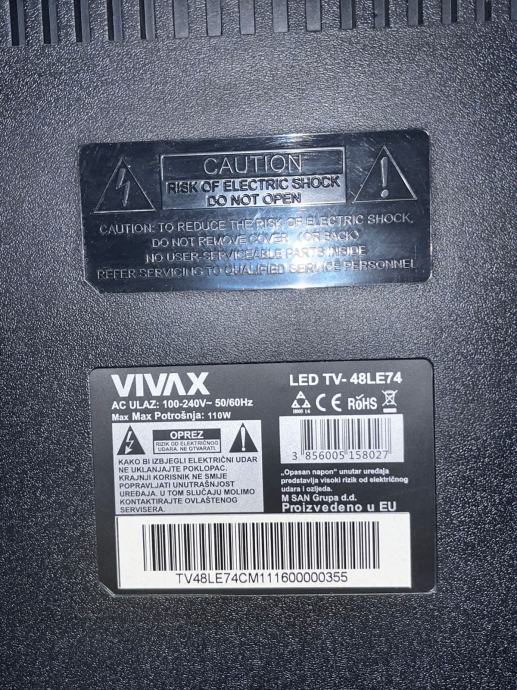 CAUTION
RISK OF ELECTRIC SHOCK
DO NOT OPEN
CAUTION: TO REDUCE THE RISK OF ELECTRIC SHOCK,
DO NOT REMOVE COVER (OR BACK)
NO USER-SERVICEABLE PARTS INSIDE
REFER SERVICING TO QUALIFIED SERVICE PERSONNEL
VIVAX
AC ULAZ: 100-240V~ 50/60Hz
Max Max Potrošnja: 110W
OPREZ
RIZIK OD ELEKTRIČNOG
UDARA. NE OTVARATI.
KAKO BI IZBJEGLI ELEKTRIČNI UDAR
NE UKLANJAJTE POKLOPAC.
KRAJNJI KORISNIK NE SMIJE
POPRAVLJATI UNUTRAŠNJOST
UREĐAJA. U TOM SLUČAJU MOLIMO
KONTAKTIRAJTE OVLAŠTENOG
SERVISERA.
LED TV- 48LE74
CE RoHS
3 856005 158027
„Opasan napon" unutar uređaja
predstavlja visoki rizik od električnog
udara i ozljeda.
M SAN Grupa d.d.
Proizvedeno u EU
TV48LE74CM111600000355